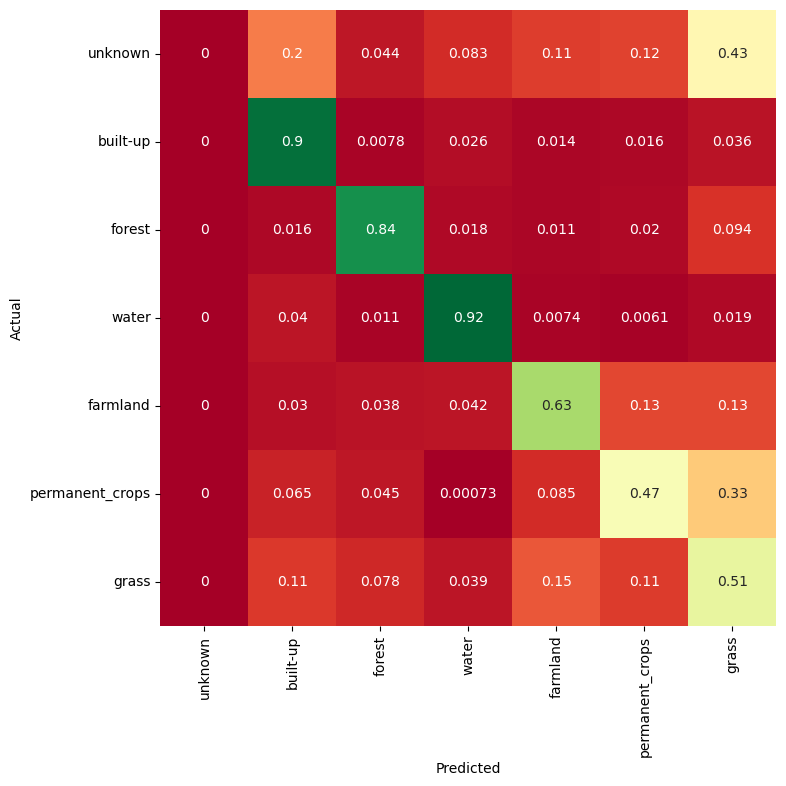 unknown 0 0.2 0.044 0.083 0.11 0.12 0.43
built-up 0 0.9 0.0078 0.026 0.014 0.016 0.036
forest 0 0.016 0.84 0.018 0.011 0.02 0.094
Actual
water 0 0.04 0.011 0.92 0.0074 0.0061 0.019
farmland 0 0.03 0.038 0.042 0.63 0.13 0.13
permanent_crops 0 0.065 0.045 0.00073 0.085 0.47 0.33
grass 0 0.11 0.078 0.039 0.15 0.11 0.51
unknown built-up forest water farmland permanent_crops grass
Predicted